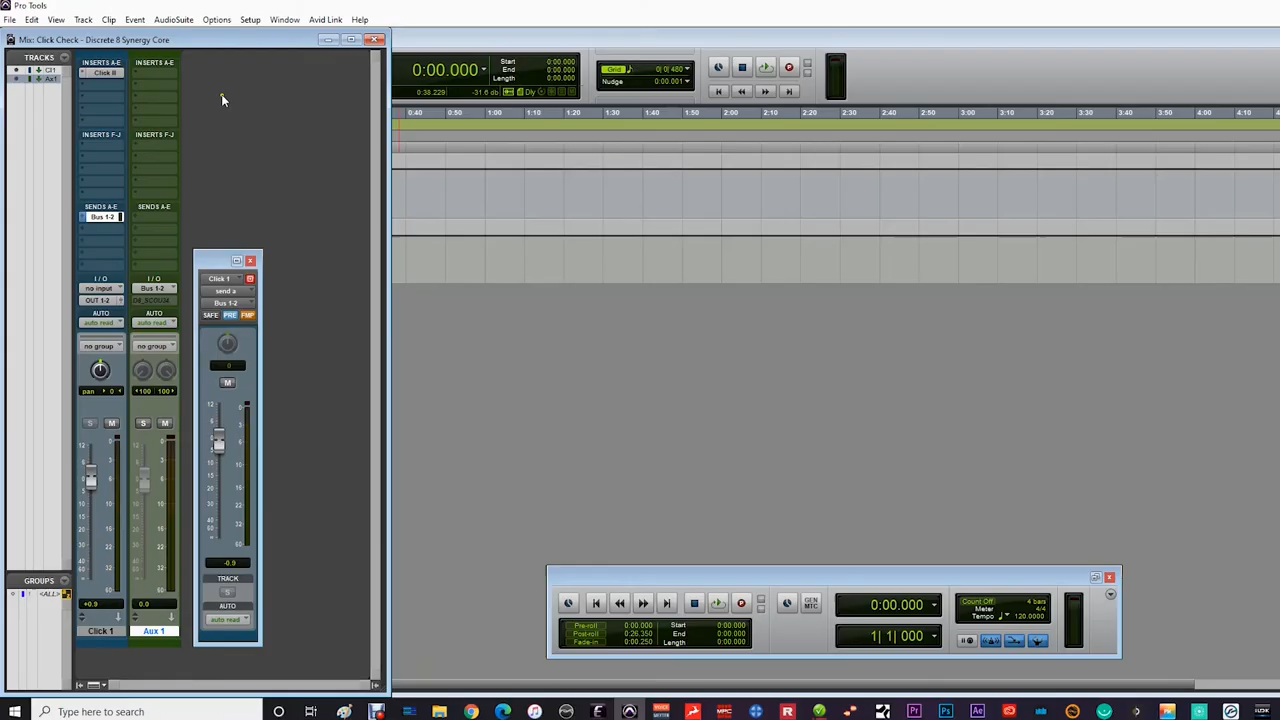 Pro Tools
File Edit View Track Clip Event AudioSuite Options Setup Window Avid Link Help
Mix: Click Check - Discrete 8 Synergy Core
TRACKS
Cl1
Ax1
INSERTS A-E INSERTS A-E
Click II
INSERTS F-J INSERTS F-J
SENDS A-E SENDS A-E
Bus 1-2
I / O I / O
no input Bus 1-2
OUT 1-2
AUTO AUTO
auto read auto read
no group no group
pan 0 100 100
S M S M
+0.9 0.0
Click 1 Aux 1
GROUPS
<ALL>
Click 1
send a
Bus 1-2
SAFE PRE FMP
0
M
-0.9
TRACK
S
AUTO
auto read
0:00.000
Start 0:00.000
End 0:00.000
Length 0:00.000
0:38.229 -31.6 db Dly
Grid 0| 0| 480
Nudge 0:00.001
0:40 0:50 1:00 1:10 1:20 1:30 1:40 1:50 2:00 2:10 2:20 2:30 2:40 2:50 3:00 3:10 3:20 3:30 3:40 3:50 4:00 4:10
GEN MTC
0:00.000
Count Off 4 bars
Meter 4/4
Tempo 120.0000
Pre-roll 0:00.000 Start 0:00.000
Post-roll 0:26.350 End 0:00.000
Fade-in 0:00.250 Length 0:00.000
1| 1| 000
Type here to search